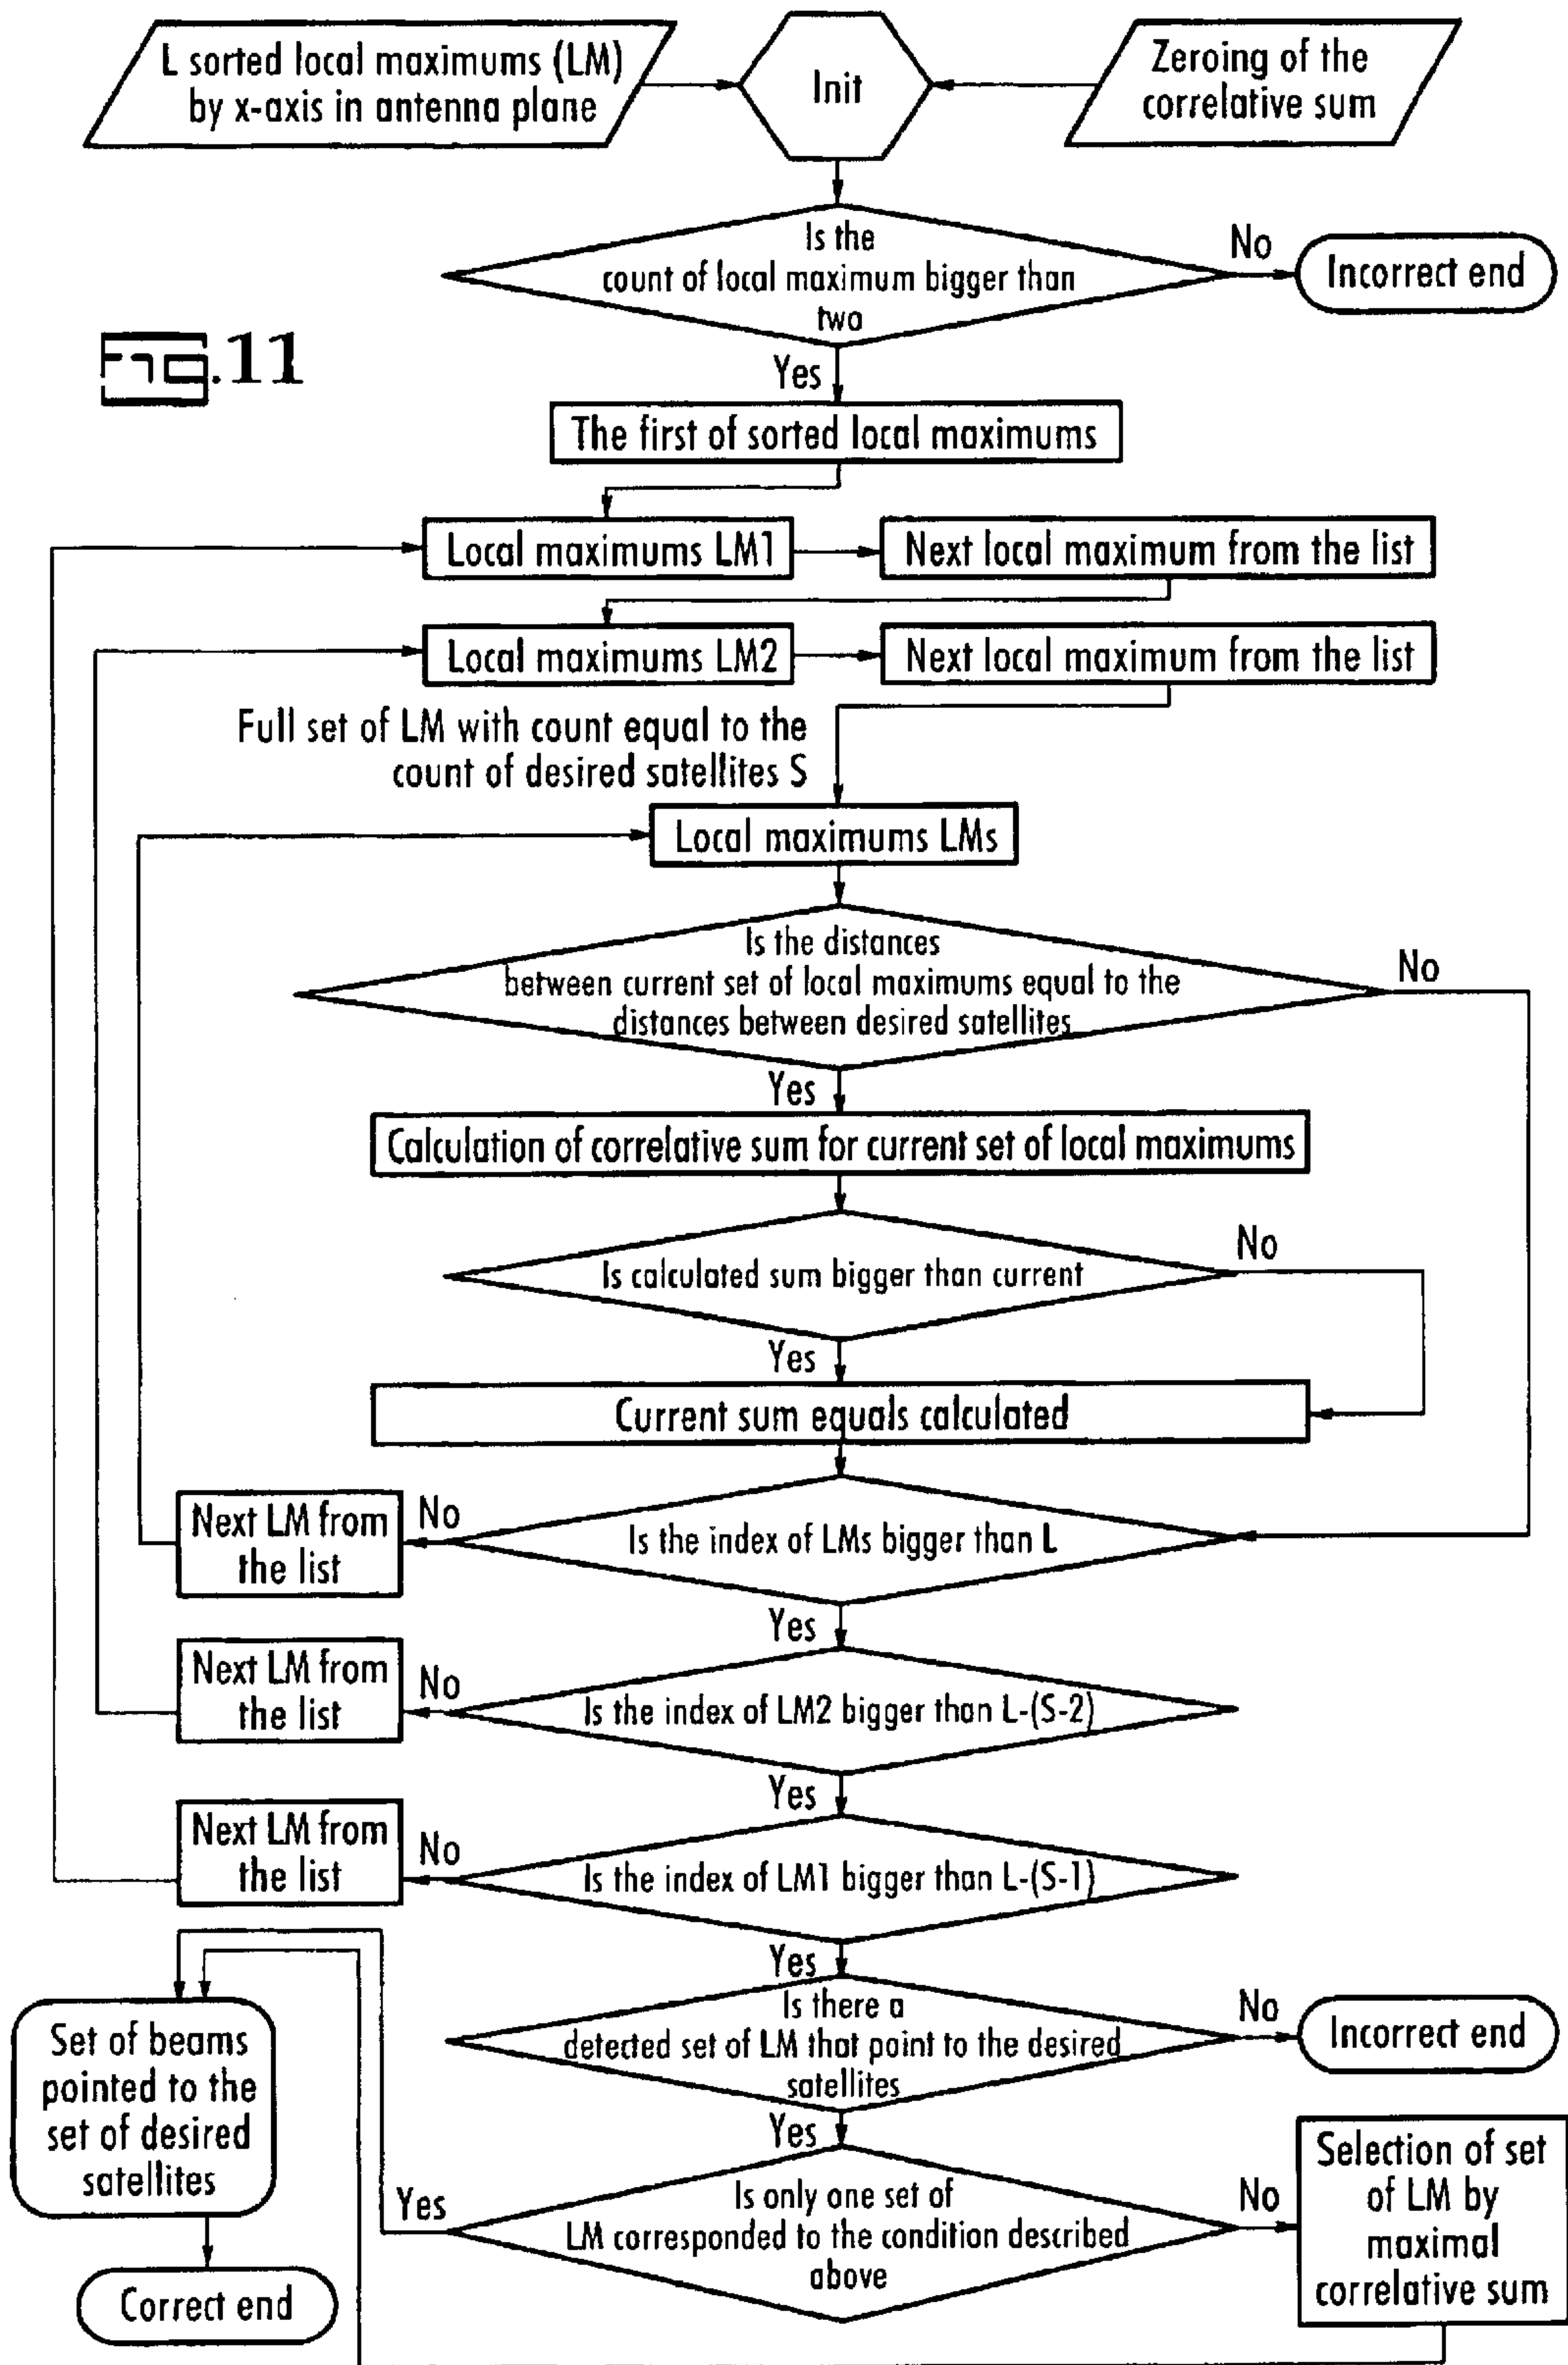 L sorted local maximums (LM)
by x-axis in antenna plane
Init
Zeroing of the
correlative sum
Is the
count of local maximum bigger than
two
No
Incorrect end
FIG.11
Yes
The first of sorted local maximums
Local maximums LM1
Next local maximum from the list
Local maximums LM2
Next local maximum from the list
Full set of LM with count equal to the
count of desired satellites S
Local maximums LMs
Is the distances
between current set of local maximums equal to the
distances between desired satellites
No
Yes
Calculation of correlative sum for current set of local maximums
Is calculated sum bigger than current
No
Yes
Current sum equals calculated
Next LM from
the list
No
Is the index of LMs bigger than L
Yes
Next LM from
the list
No
Is the index of LM2 bigger than L-(S-2)
Yes
Next LM from
the list
No
Is the index of LM1 bigger than L-(S-1)
Yes
Is there a
detected set of LM that point to the desired
satellites
No
Incorrect end
Set of beams
pointed to the
set of desired
satellites
Yes
Is only one set of
LM corresponded to the condition described
above
Yes
No
Selection of set
of LM by
maximal
correlative sum
Correct end